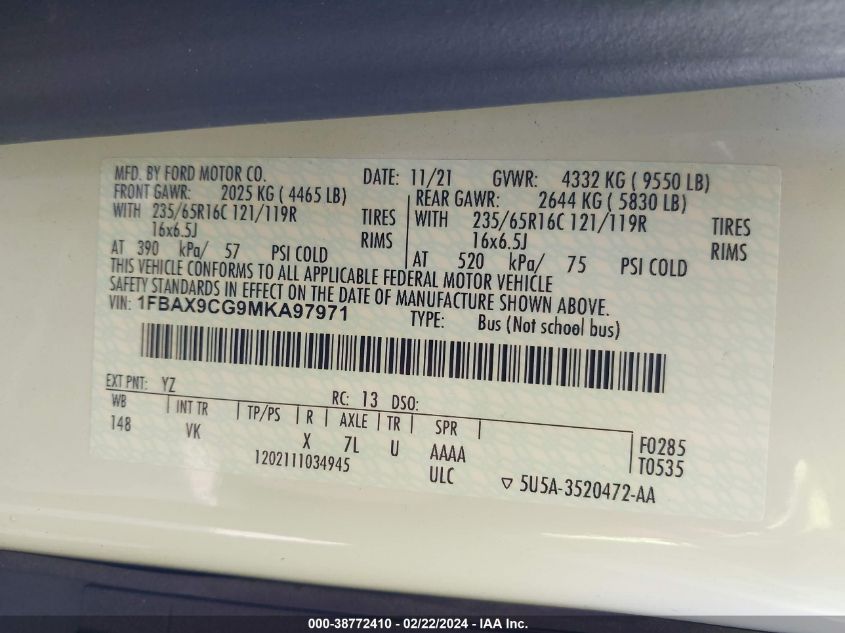 MFD. BY FORD MOTOR CO. DATE: 11/21 GVWR: 4332 KG ( 9550 LB)
FRONT GAWR: 2025 KG ( 4465 LB) REAR GAWR: 2644 KG ( 5830 LB)
WITH 235/65R16C 121/119R TIRES WITH 235/65R16C 121/119R TIRES
16x6.5J RIMS 16x6.5J RIMS
AT 390 kPa/ 57 PSI COLD AT 520 kPa/ 75 PSI COLD
THIS VEHICLE CONFORMS TO ALL APPLICABLE FEDERAL MOTOR VEHICLE
SAFETY STANDARDS IN EFFECT ON THE DATE OF MANUFACTURE SHOWN ABOVE.
VIN: 1FBAX9CG9MKA97971 TYPE: Bus (Not school bus)
EXT PNT: YZ RC: 13 DSO:
WB INT TR TP/PS R AXLE TR SPR
148 VK X 7L U AAAA F0285
1202111034945 ULC T0535
▽ 5U5A-3520472-AA
000-38772410 - 02/22/2024 - IAA Inc.